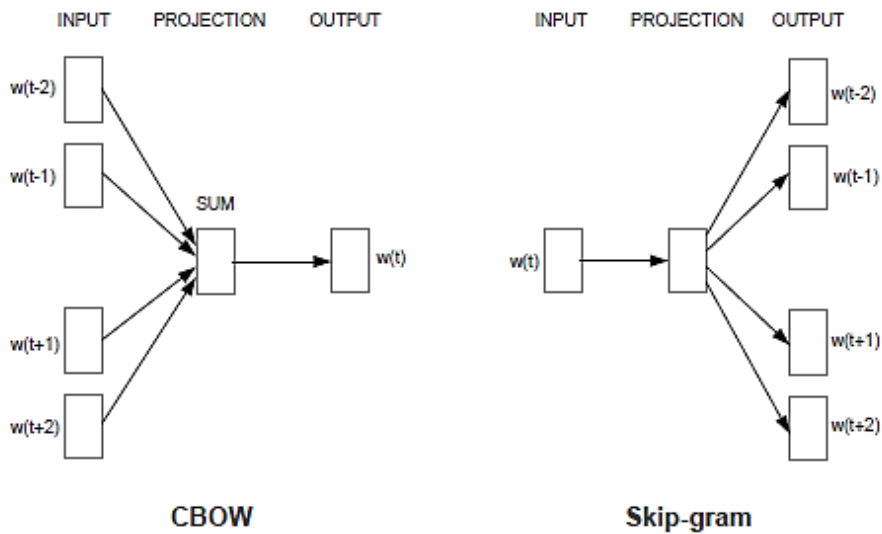 INPUT PROJECTION OUTPUT
w(t-2)
w(t-1)
SUM
w(t)
w(t+1)
w(t+2)
CBOW
INPUT PROJECTION OUTPUT
w(t-2)
w(t-1)
w(t)
w(t+1)
w(t+2)
Skip-gram